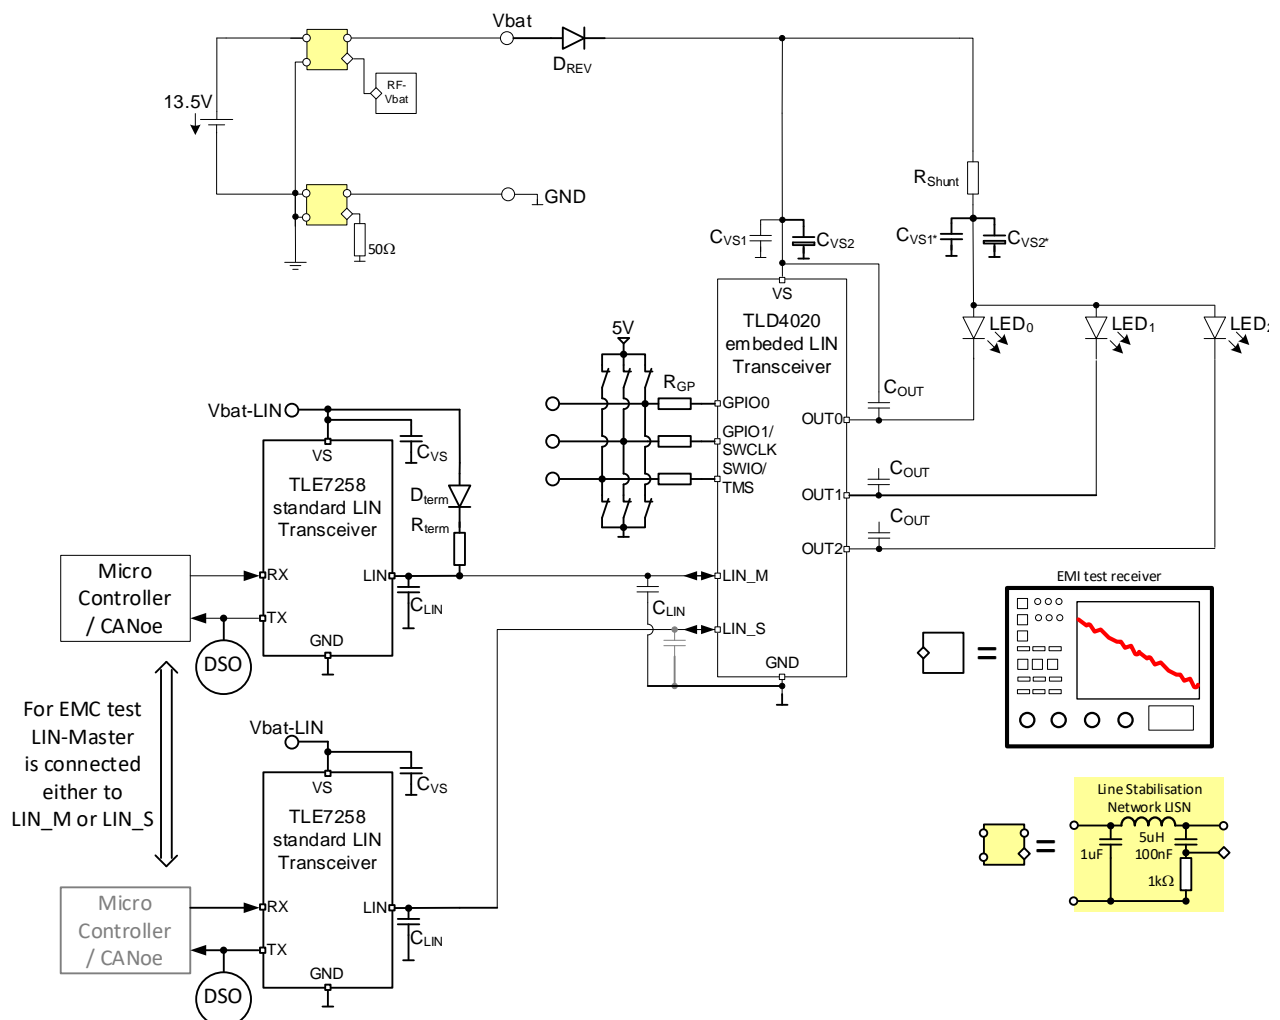 Vbat
DREV
RF-
Vbat
13.5V
GND
50Ω
RShunt
CVS1
CVS2
CVS1*
CVS2*
VS
TLD4020
embeded LIN
Transceiver
LED0
LED1
LED2
5V
RGP
GPIO0
GPIO1/
SWCLK
SWIO/
TMS
COUT
OUT0
COUT
OUT1
COUT
OUT2
LIN_M
LIN_S
GND
CLIN
Vbat-LIN
CVS
VS
TLE7258
standard LIN
Transceiver
Dterm
Rterm
RX
LIN
TX
GND
CLIN
Micro
Controller
/ CANoe
DSO
For EMC test
LIN-Master
is connected
either to
LIN_M or LIN_S
Vbat-LIN
CVS
VS
TLE7258
standard LIN
Transceiver
RX
LIN
TX
GND
CLIN
Micro
Controller
/ CANoe
DSO
EMI test receiver
=
Line Stabilisation
Network LISN
5uH
1uF
100nF
1kΩ
=